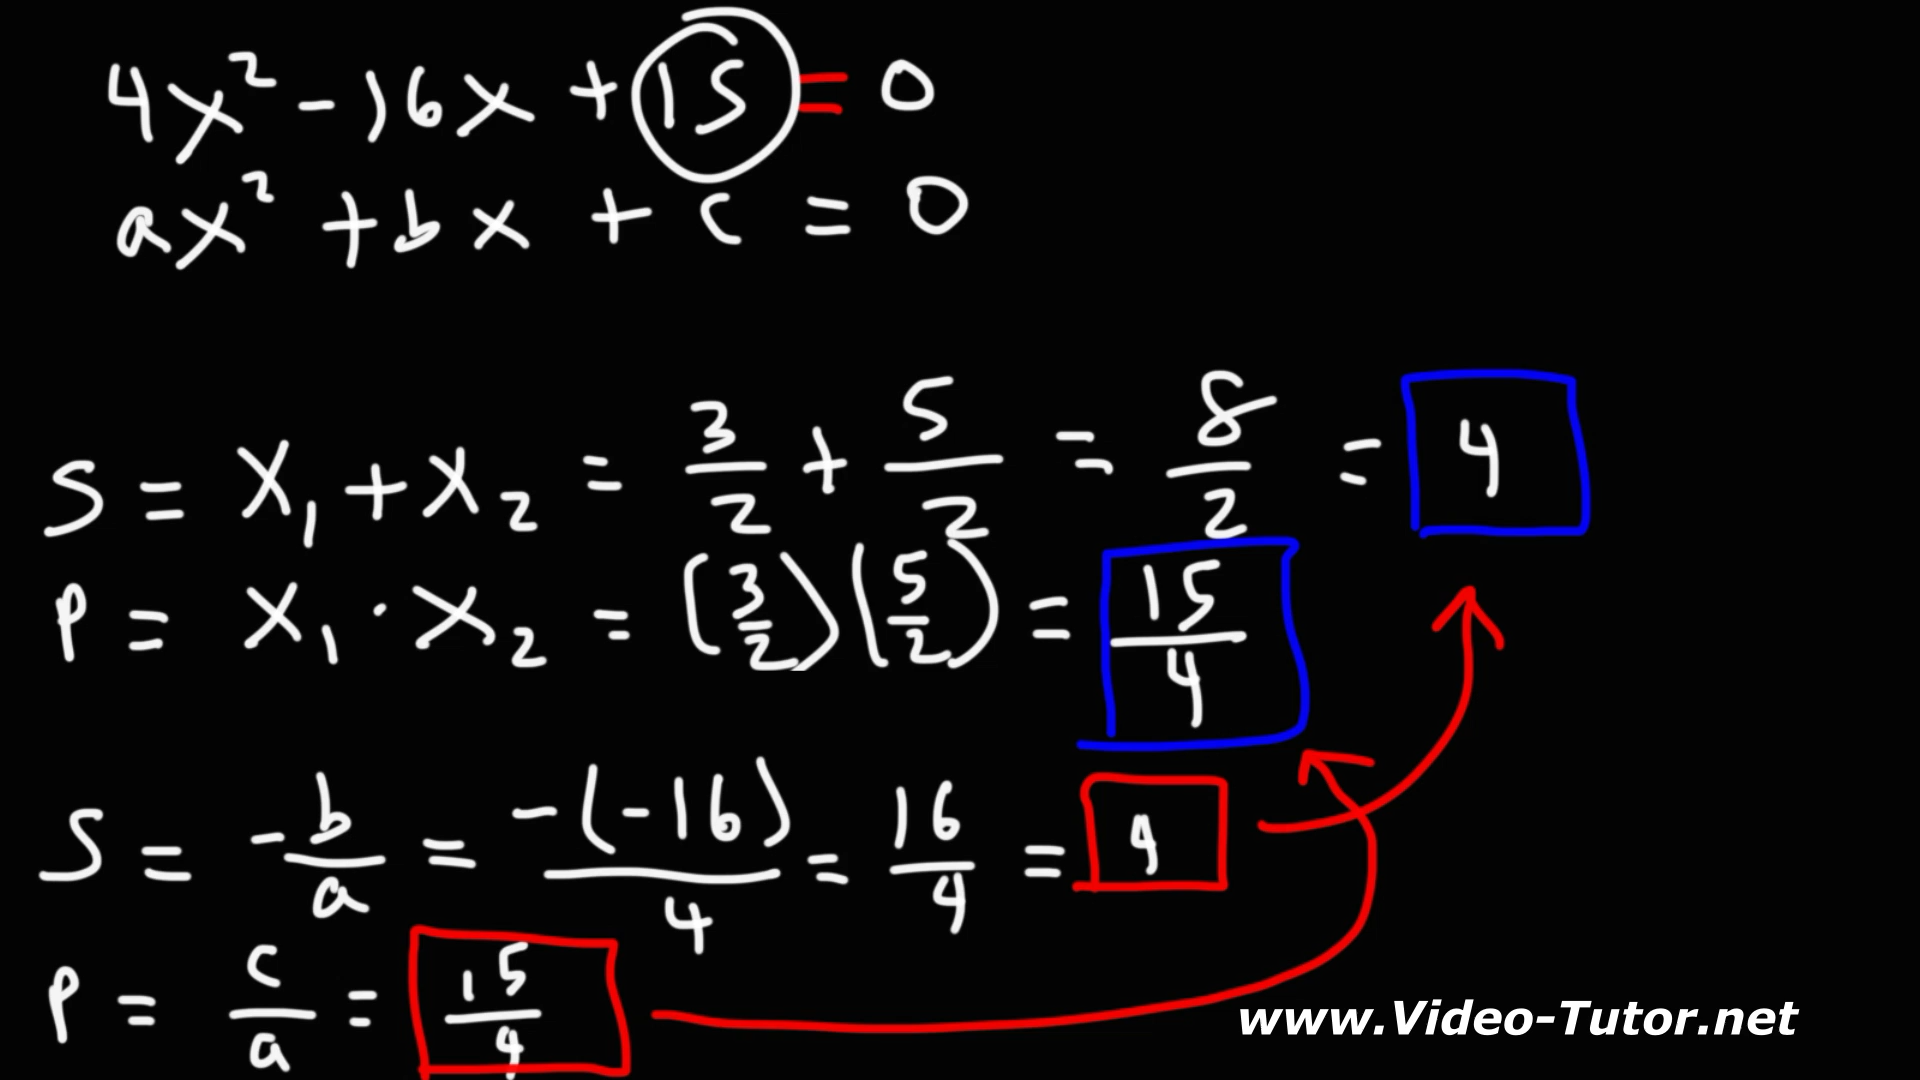 4x² - 16x + 15 = 0
ax² + bx + c = 0
S = x₁ + x₂ = 3/2 + 5/2 = 8/2 = 4
P = x₁ · x₂ = (3/2)(5/2) = 15/4
S = -b/a = -(-16)/4 = 16/4 = 4
P = c/a = 15/4
www.Video-Tutor.net